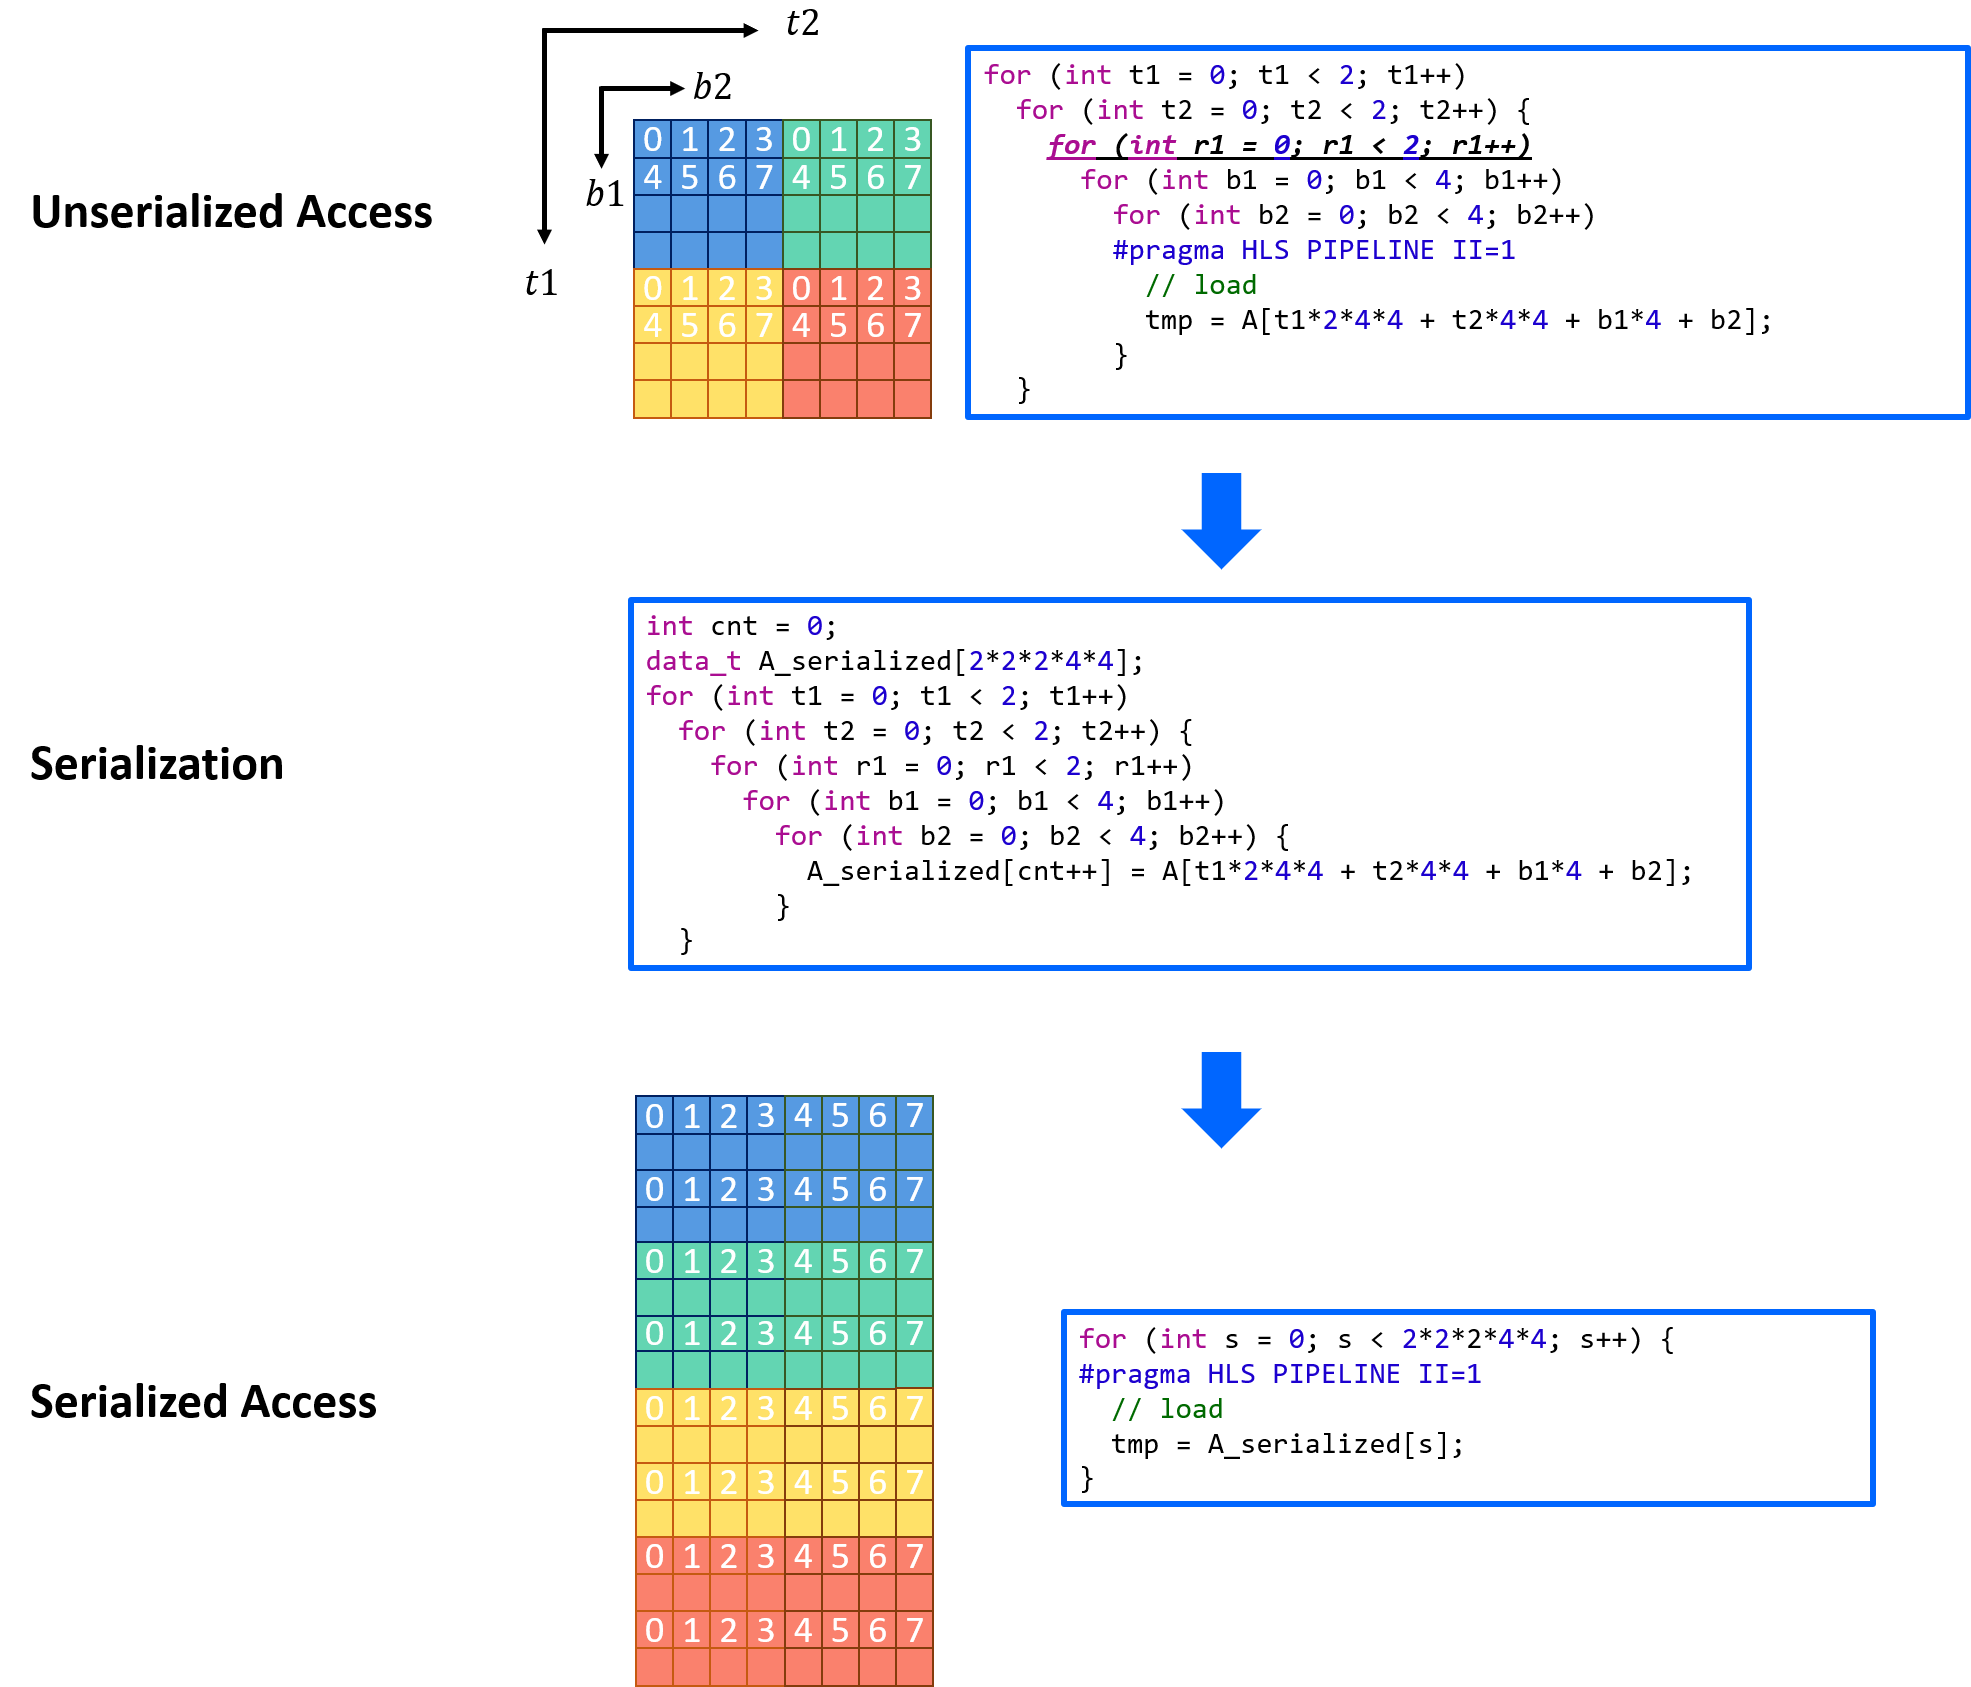 t2
b2
b1
t1
0 1 2 3 0 1 2 3
4 5 6 7 4 5 6 7
0 1 2 3 0 1 2 3
4 5 6 7 4 5 6 7
Unserialized Access
for (int t1 = 0; t1 < 2; t1++)
  for (int t2 = 0; t2 < 2; t2++) {
    for (int r1 = 0; r1 < 2; r1++)
      for (int b1 = 0; b1 < 4; b1++)
        for (int b2 = 0; b2 < 4; b2++)
        #pragma HLS PIPELINE II=1
          // load
          tmp = A[t1*2*4*4 + t2*4*4 + b1*4 + b2];
        }
  }
Serialization
int cnt = 0;
data_t A_serialized[2*2*2*4*4];
for (int t1 = 0; t1 < 2; t1++)
  for (int t2 = 0; t2 < 2; t2++) {
    for (int r1 = 0; r1 < 2; r1++)
      for (int b1 = 0; b1 < 4; b1++)
        for (int b2 = 0; b2 < 4; b2++) {
          A_serialized[cnt++] = A[t1*2*4*4 + t2*4*4 + b1*4 + b2];
        }
  }
Serialized Access
0 1 2 3 4 5 6 7
0 1 2 3 4 5 6 7
0 1 2 3 4 5 6 7
0 1 2 3 4 5 6 7
0 1 2 3 4 5 6 7
0 1 2 3 4 5 6 7
0 1 2 3 4 5 6 7
0 1 2 3 4 5 6 7
for (int s = 0; s < 2*2*2*4*4; s++) {
#pragma HLS PIPELINE II=1
  // load
  tmp = A_serialized[s];
}